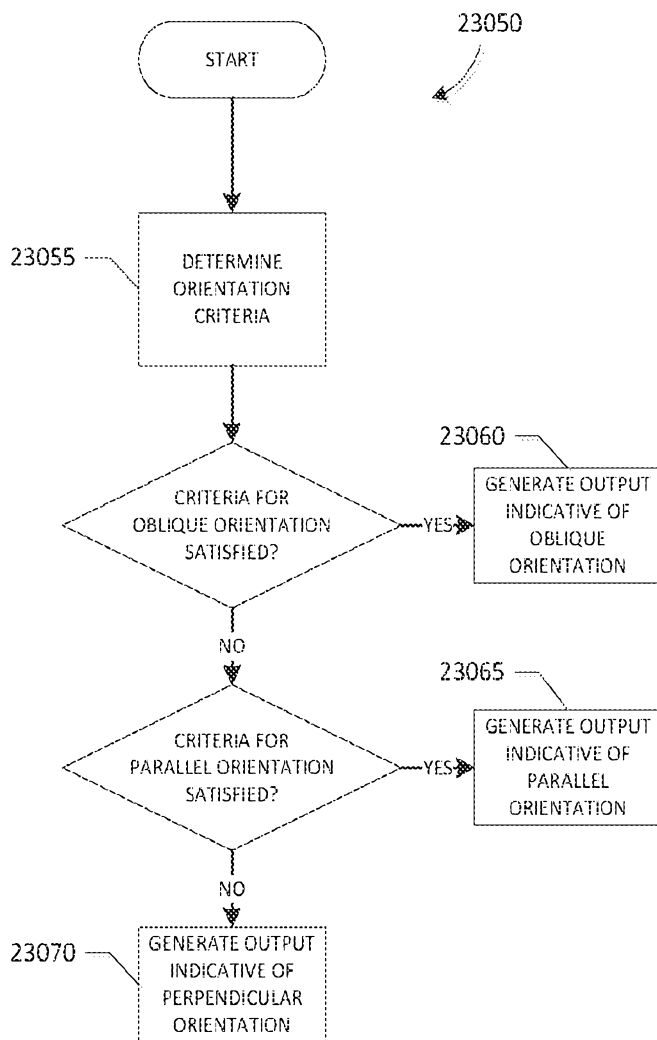 23050
START
23055
DETERMINE
ORIENTATION
CRITERIA
CRITERIA FOR
OBLIQUE ORIENTATION
SATISFIED?
YES
23060
GENERATE OUTPUT
INDICATIVE OF
OBLIQUE
ORIENTATION
NO
CRITERIA FOR
PARALLEL ORIENTATION
SATISFIED?
YES
23065
GENERATE OUTPUT
INDICATIVE OF
PARALLEL
ORIENTATION
NO
23070
GENERATE OUTPUT
INDICATIVE OF
PERPENDICULAR
ORIENTATION